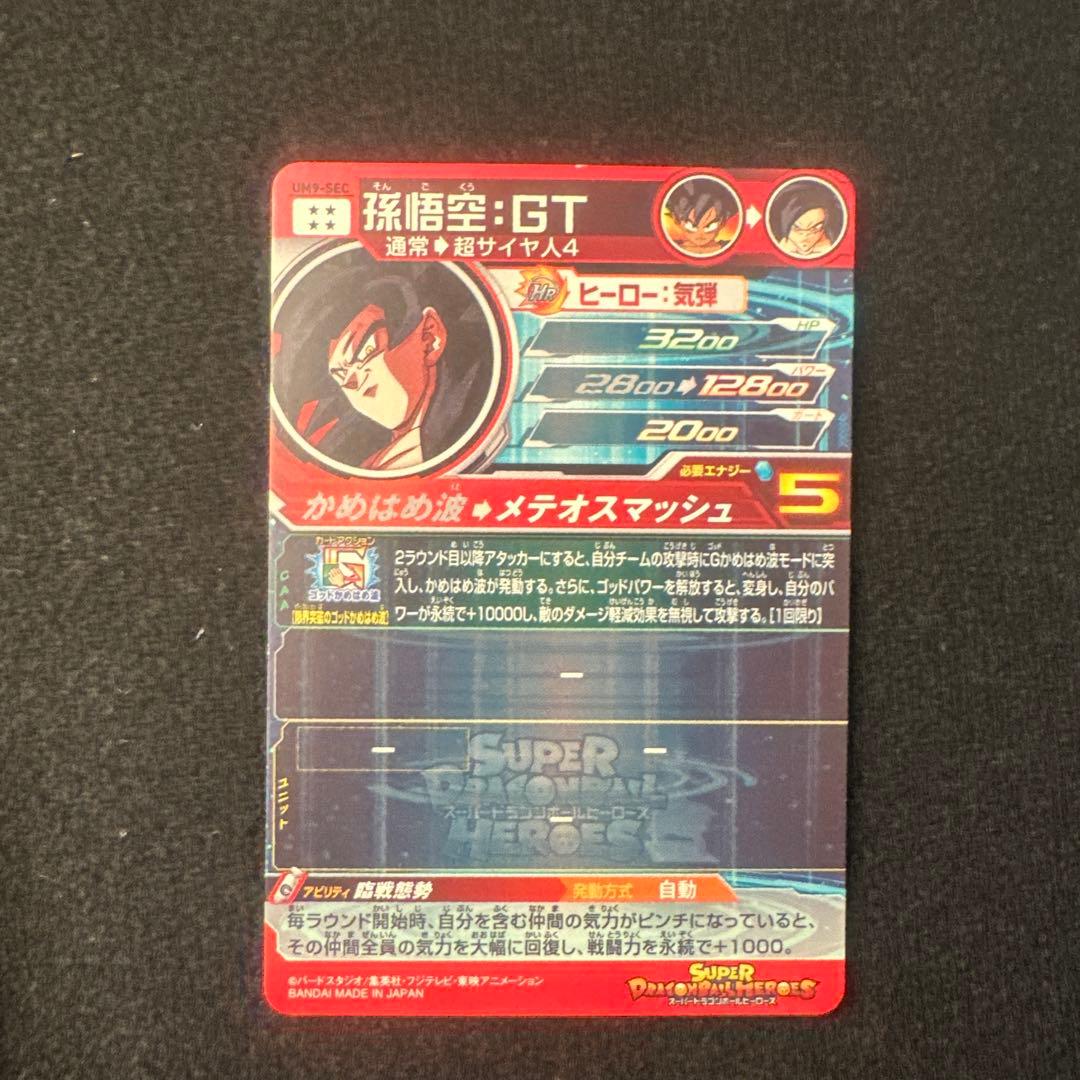 UM9-SEC
孫悟空:GT
そん ご くう
通常➡超サイヤ人4
HR ヒーロー:気弾
HP
3200
パワー
2800➡12800
ガード
2000
必要エナジー
5
かめはめ波➡メテオスマッシュ
CAA
カードアクション
ゴッドかめはめ波
[限界突破のゴッドかめはめ波]
2ラウンド目以降アタッカーにすると、自分チームの攻撃時にGかめはめ波モードに突
入し、かめはめ波が発動する。さらに、ゴッドパワーを解放すると、変身し、自分のパ
ワーが永続で+10000し、敵のダメージ軽減効果を無視して攻撃する。[1回限り]
-
ユニット
- -
-
SUPER
DRAGONBALL
スーパードラゴンボールヒーローズ
HEROES
アビリティ 臨戦態勢 発動方式 自動
毎ラウンド開始時、自分を含む仲間の気力がピンチになっていると、
その仲間全員の気力を大幅に回復し、戦闘力を永続で+1000。
©バードスタジオ/集英社・フジテレビ・東映アニメーション
BANDAI MADE IN JAPAN
SUPER
DRAGONBALL HEROES
スーパードラゴンボールヒーローズ